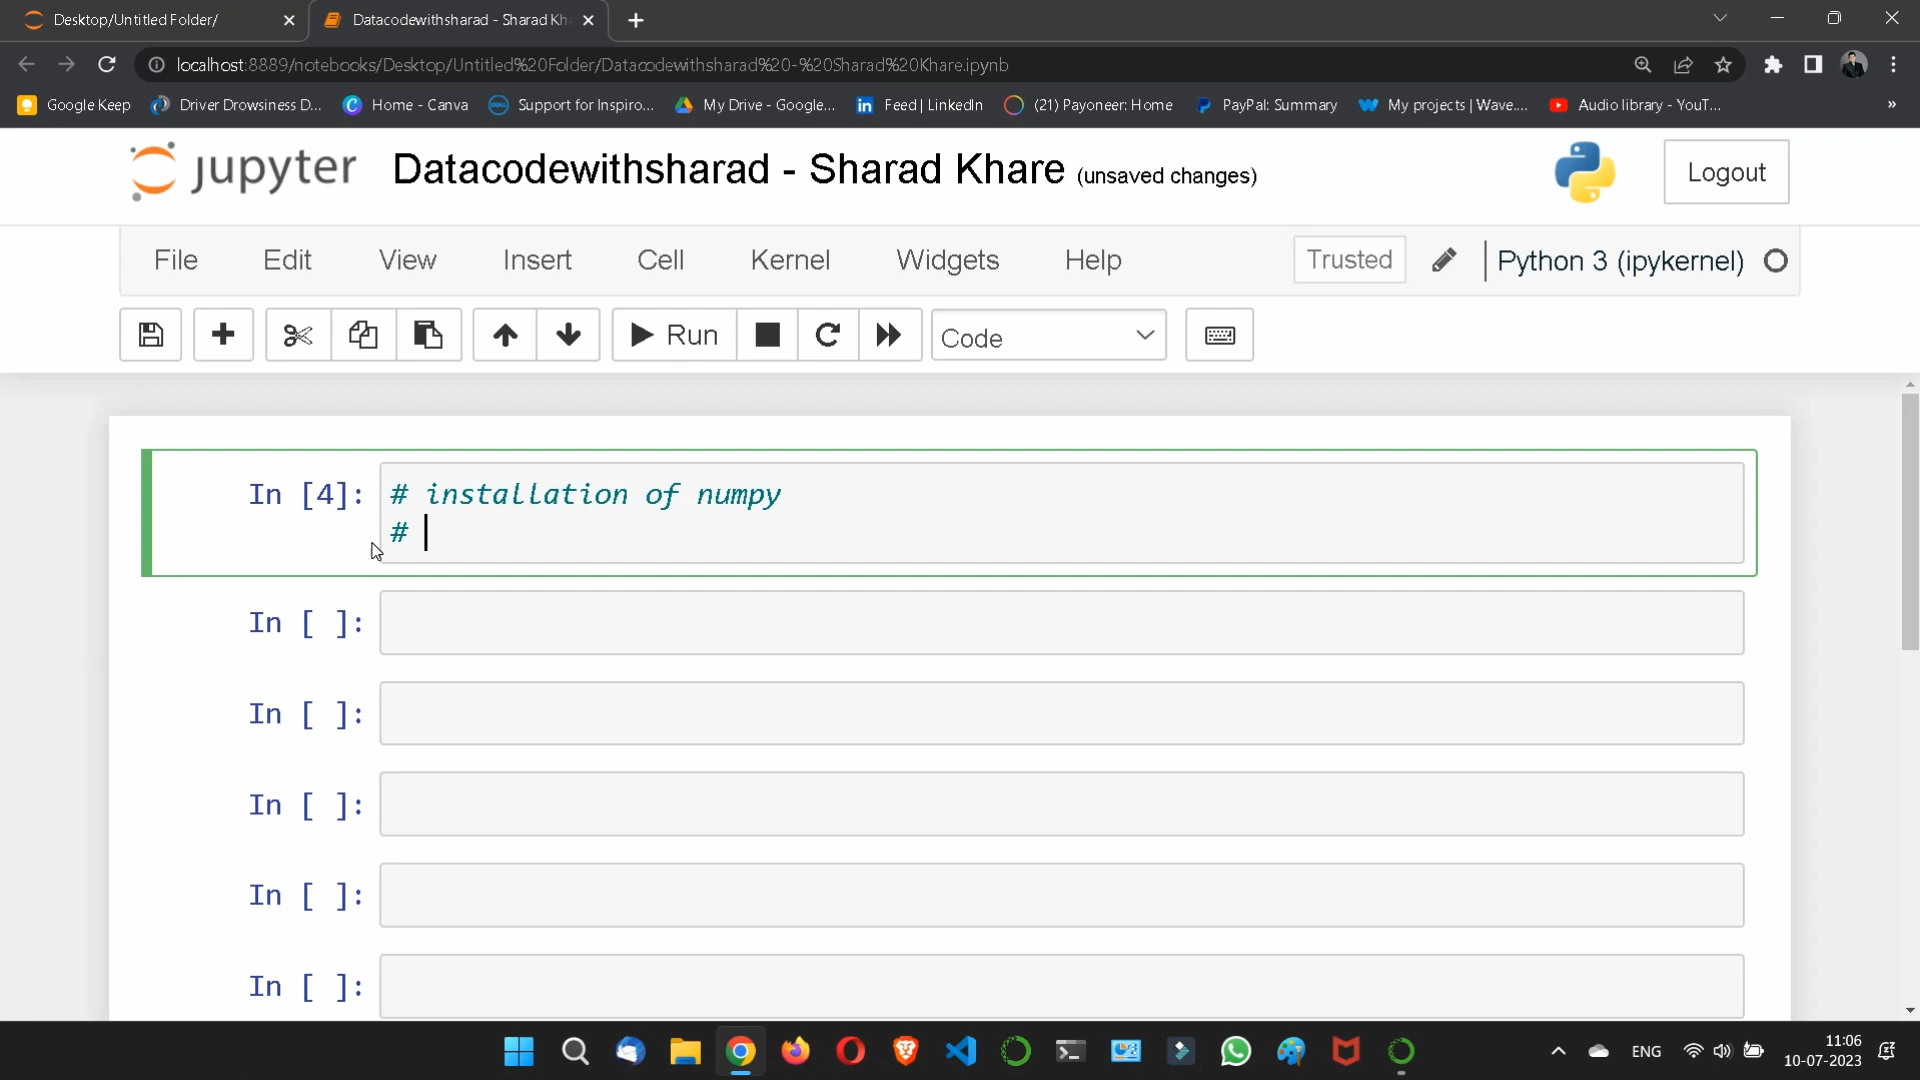 Desktop/Untitled Folder/
Datacodewithsharad - Sharad Kh
localhost:8889/notebooks/Desktop/Untitled%20Folder/Datacodewithsharad%20-%20Sharad%20Khare.ipynb
Google Keep
Driver Drowsiness D...
Home - Canva
Support for Inspiro...
My Drive - Google...
Feed | LinkedIn
(21) Payoneer: Home
PayPal: Summary
My projects | Wave....
Audio library - YouT...
»
jupyter Datacodewithsharad - Sharad Khare (unsaved changes)
Logout
File Edit View Insert Cell Kernel Widgets Help
Trusted
Python 3 (ipykernel)
Run
Code
In [4]: # installation of numpy
#
In [ ]:
In [ ]:
In [ ]:
In [ ]:
In [ ]:
ENG
11:06
10-07-2023